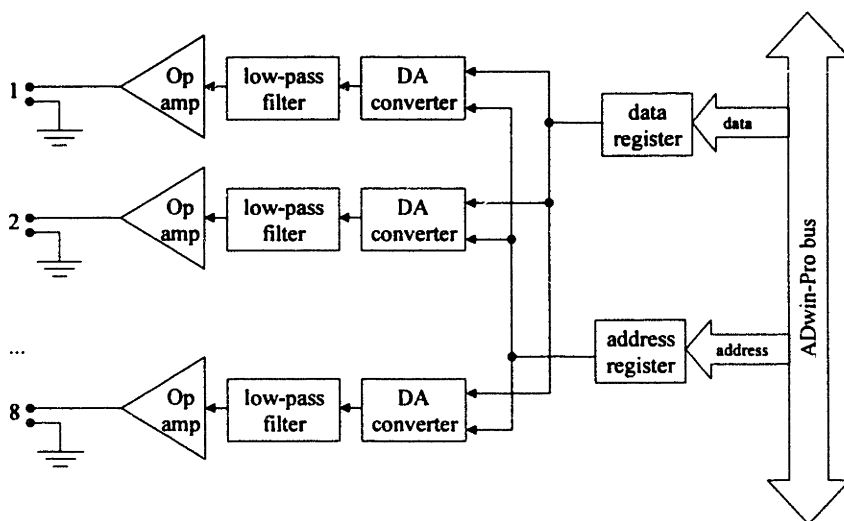 1
Op
amp
low-pass
filter
DA
converter
data
register
data
2
Op
amp
low-pass
filter
DA
converter
ADwin-Pro bus
address
register
address
...
8
Op
amp
low-pass
filter
DA
converter